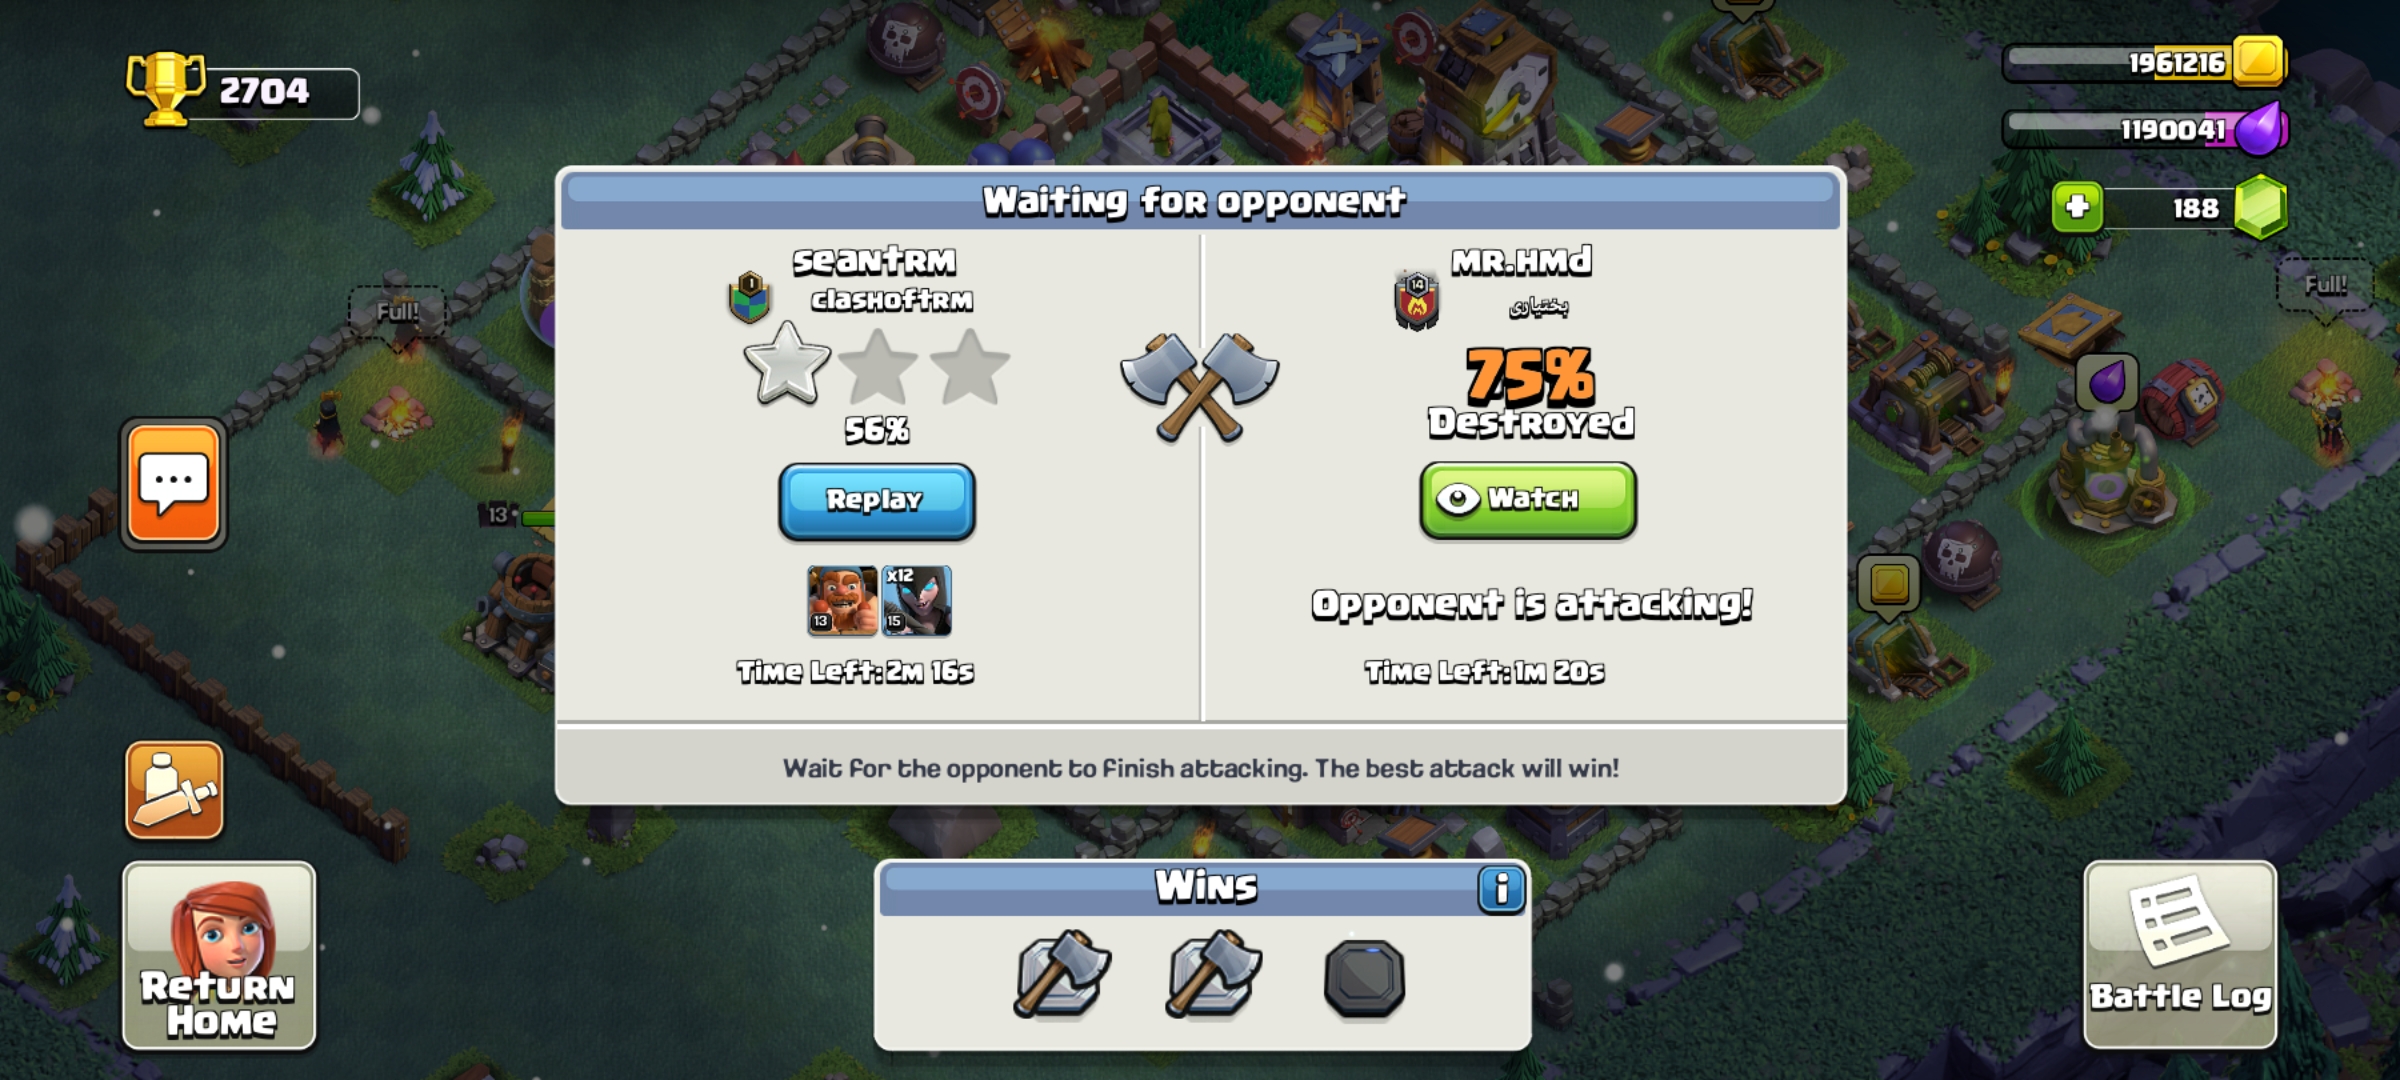 2704
1961216
1190041
188
Full!
Full!
Waiting for opponent
seantrm
1
clashoftrm
56%
Replay
x12
13
15
Time Left:2m 16s
MR.HMd
14
بختیاری
75%
Destroyed
Watch
Opponent is attacking!
Time Left:1m 20s
13
Wait for the opponent to finish attacking. The best attack will win!
Wins
i
Return
Home
Battle Log